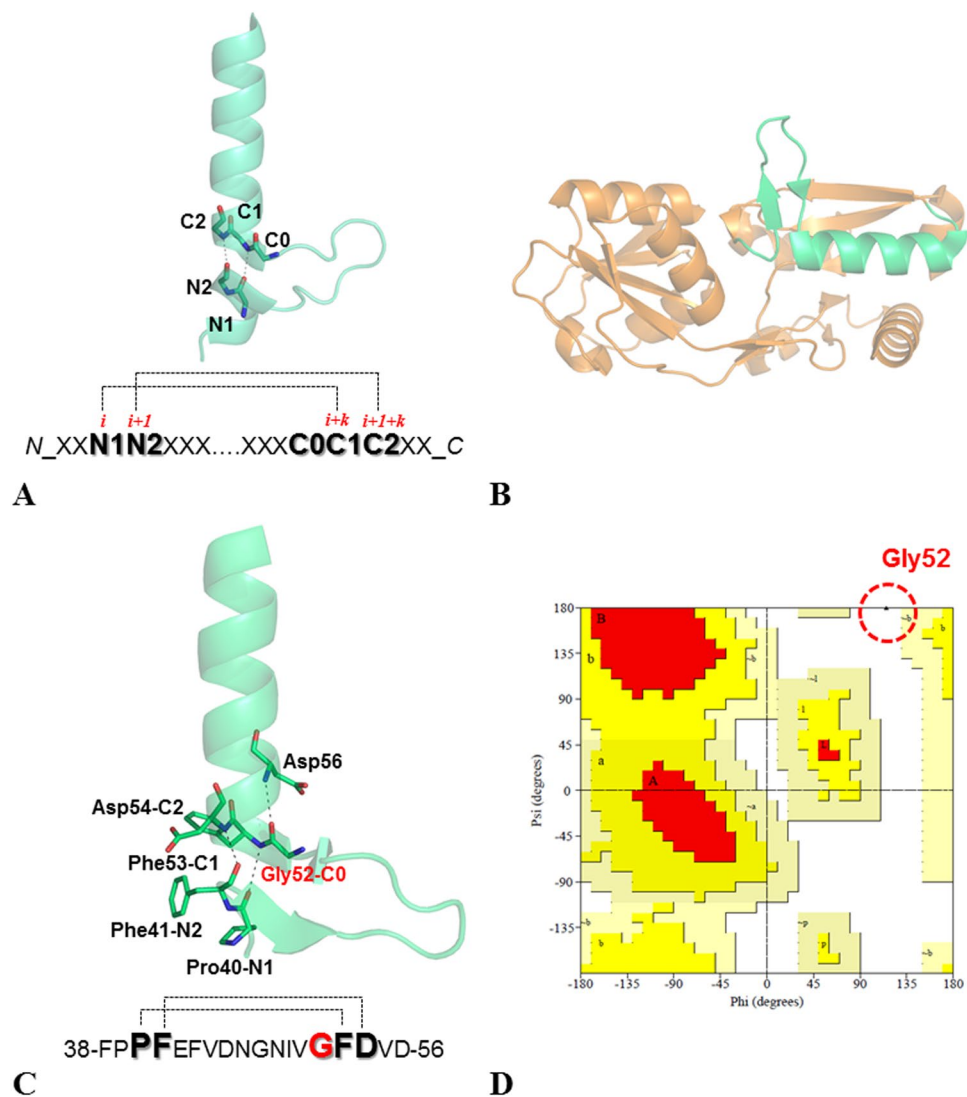 C2
C1
C0
N2
N1
i
i+1
i+k
i+1+k
N_XXN1N2XXX....XXXC0C1C2XX_C
A
B
Asp56
Asp54-C2
Phe53-C1
Gly52-C0
Phe41-N2
Pro40-N1
38-FPPFEFVDNGNIVGFDVD-56
C
Gly52
180
135
90
45
0
-45
-90
-135
-180
-135
-90
-45
0
45
90
135
180
Psi (degrees)
Phi (degrees)
B
b
~b
~b
b
~l
l
L
a
A
~a
~b
b
~p
p
~b
b
D